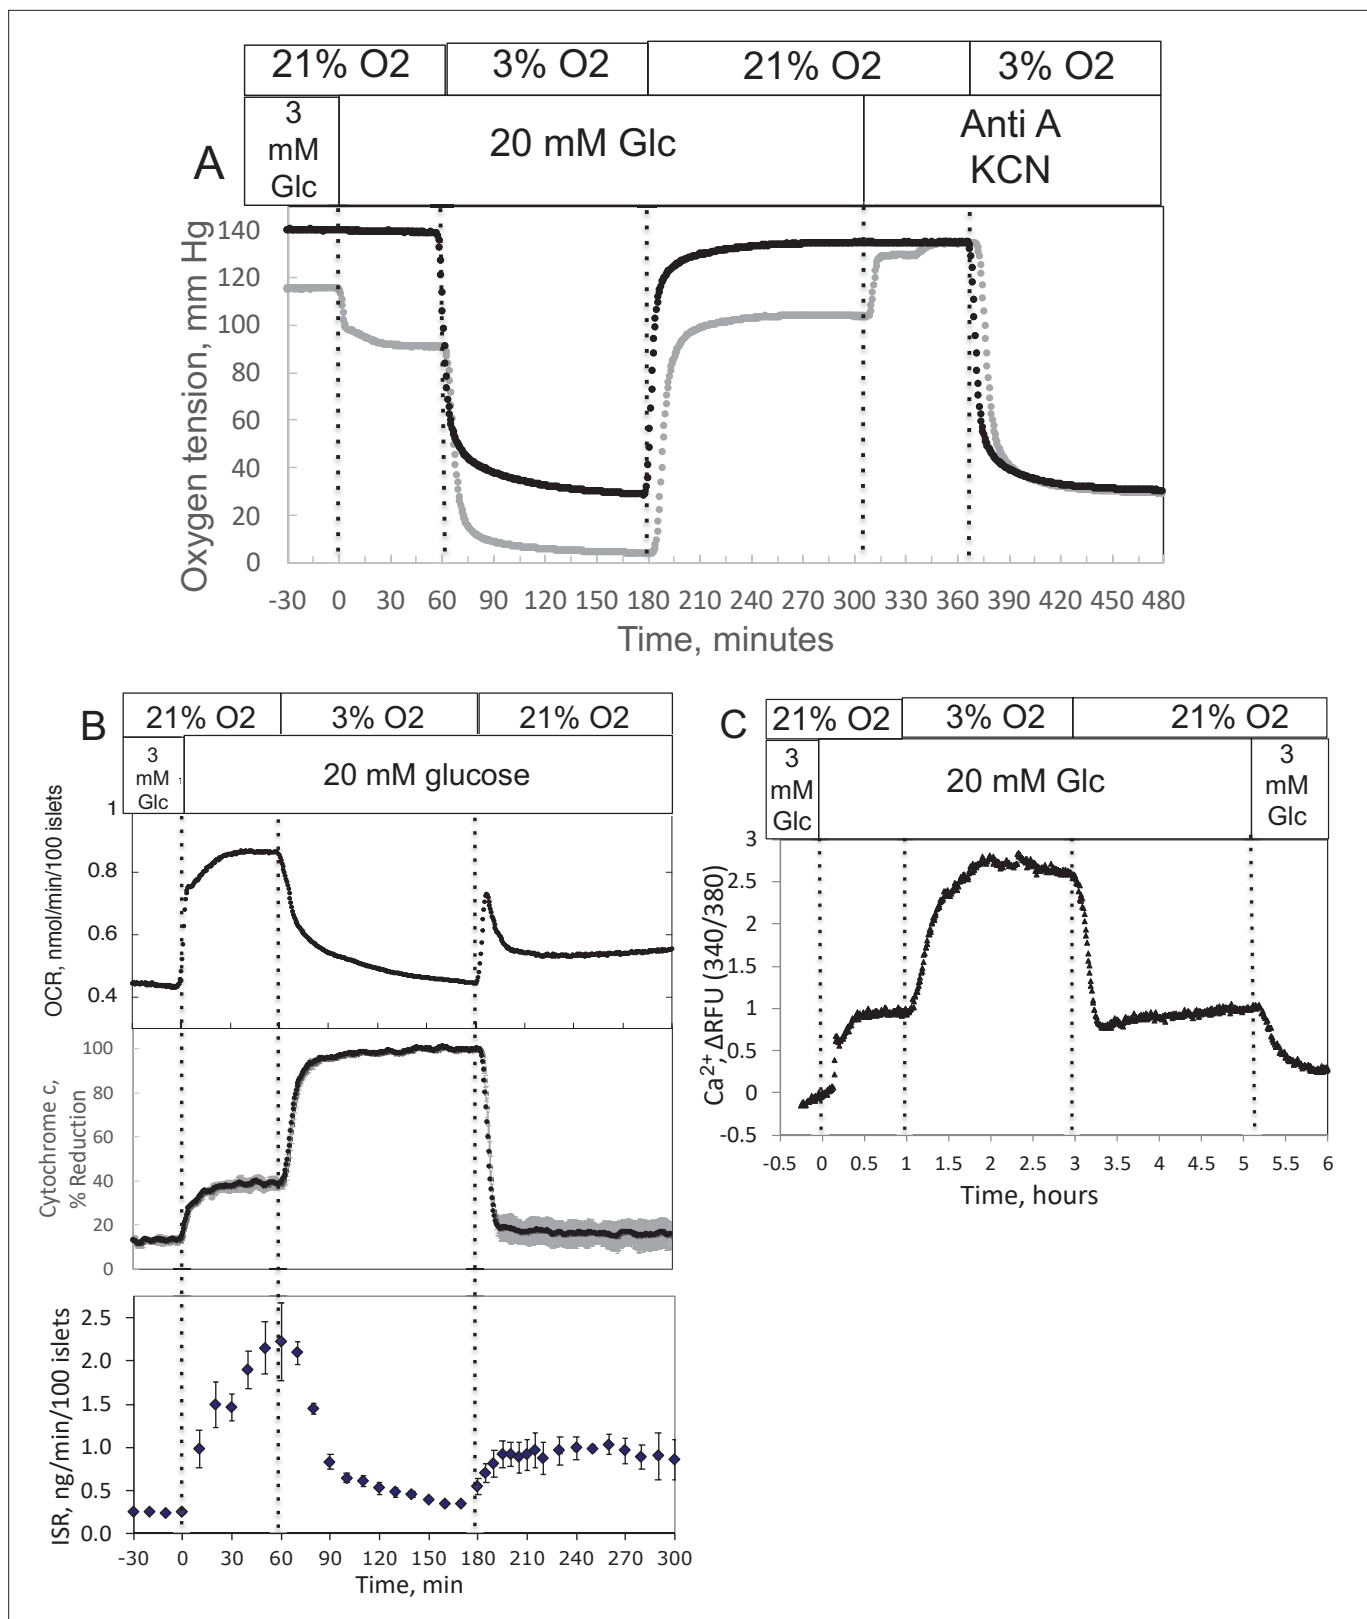 21% O2 3% O2 21% O2 3% O2
3
mM
Glc
20 mM Glc
Anti A
KCN
A
Oxygen tension, mm Hg
140
120
100
80
60
40
20
0
-30 0 30 60 90 120 150 180 210 240 270 300 330 360 390 420 450 480
Time, minutes
B
21% O2 3% O2 21% O2
3
mM
Glc
20 mM glucose
OCR, nmol/min/100 islets
1
0.8
0.6
0.4
Cytochrome c,
% Reduction
100
80
60
40
20
0
ISR, ng/min/100 islets
2.5
2.0
1.5
1.0
0.5
0.0
-30 0 30 60 90 120 150 180 210 240 270 300
Time, min
C
21% O2 3% O2 21% O2
3
mM
Glc
20 mM Glc
3
mM
Glc
Ca2+, ΔRFU (340/380)
3
2.5
2
1.5
1
0.5
0
-0.5
-0.5 0 0.5 1 1.5 2 2.5 3 3.5 4 4.5 5 5.5 6
Time, hours